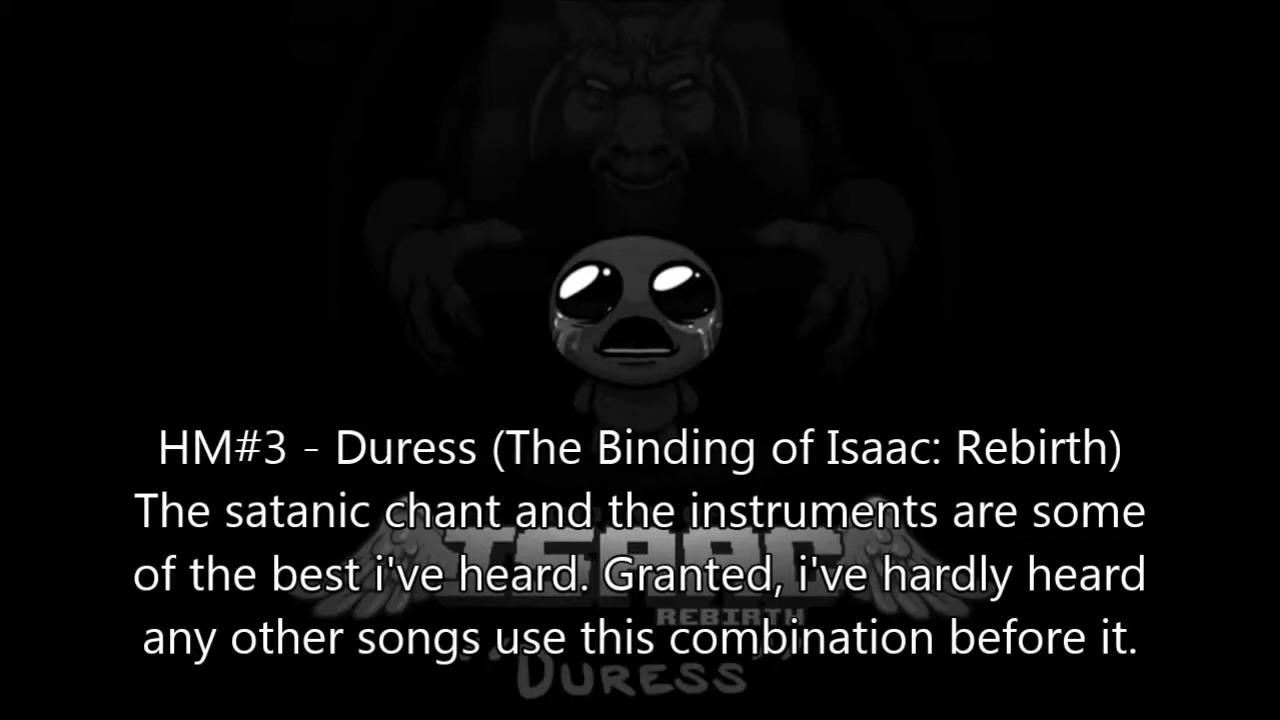 HM#3 - Duress (The Binding of Isaac: Rebirth)
The satanic chant and the instruments are some
of the best i've heard. Granted, i've hardly heard
any other songs use this combination before it.
ISAAC
REBIRTH
"DURESS"